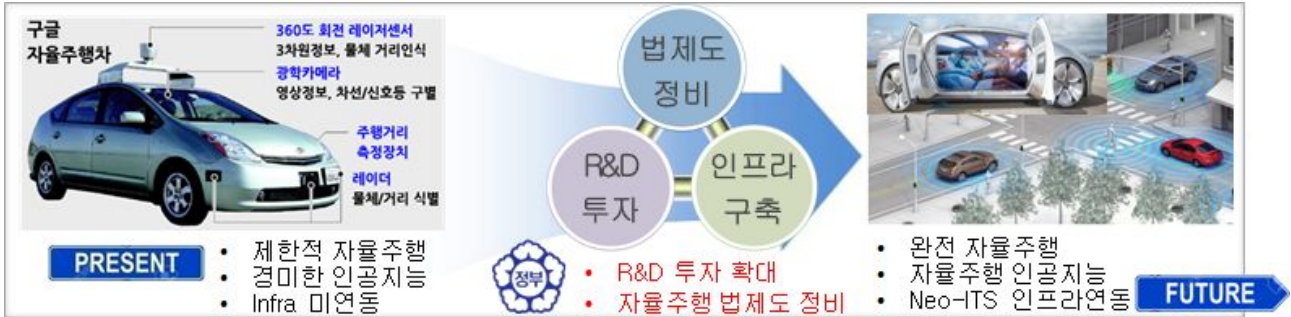 구글
자율주행차
360도 회전 레이저센서
3차원정보, 물체 거리인식
광학카메라
영상정보, 차선/신호등 구별
주행거리
측정장치
레이더
물체/거리 식별
PRESENT
• 제한적 자율주행
• 경미한 인공지능
• Infra 미연동
법제도
정비
R&D
투자
인프라
구축
정부
• R&D 투자 확대
• 자율주행 법제도 정비
• 완전 자율주행
• 자율주행 인공지능
• Neo-ITS 인프라연동
FUTURE